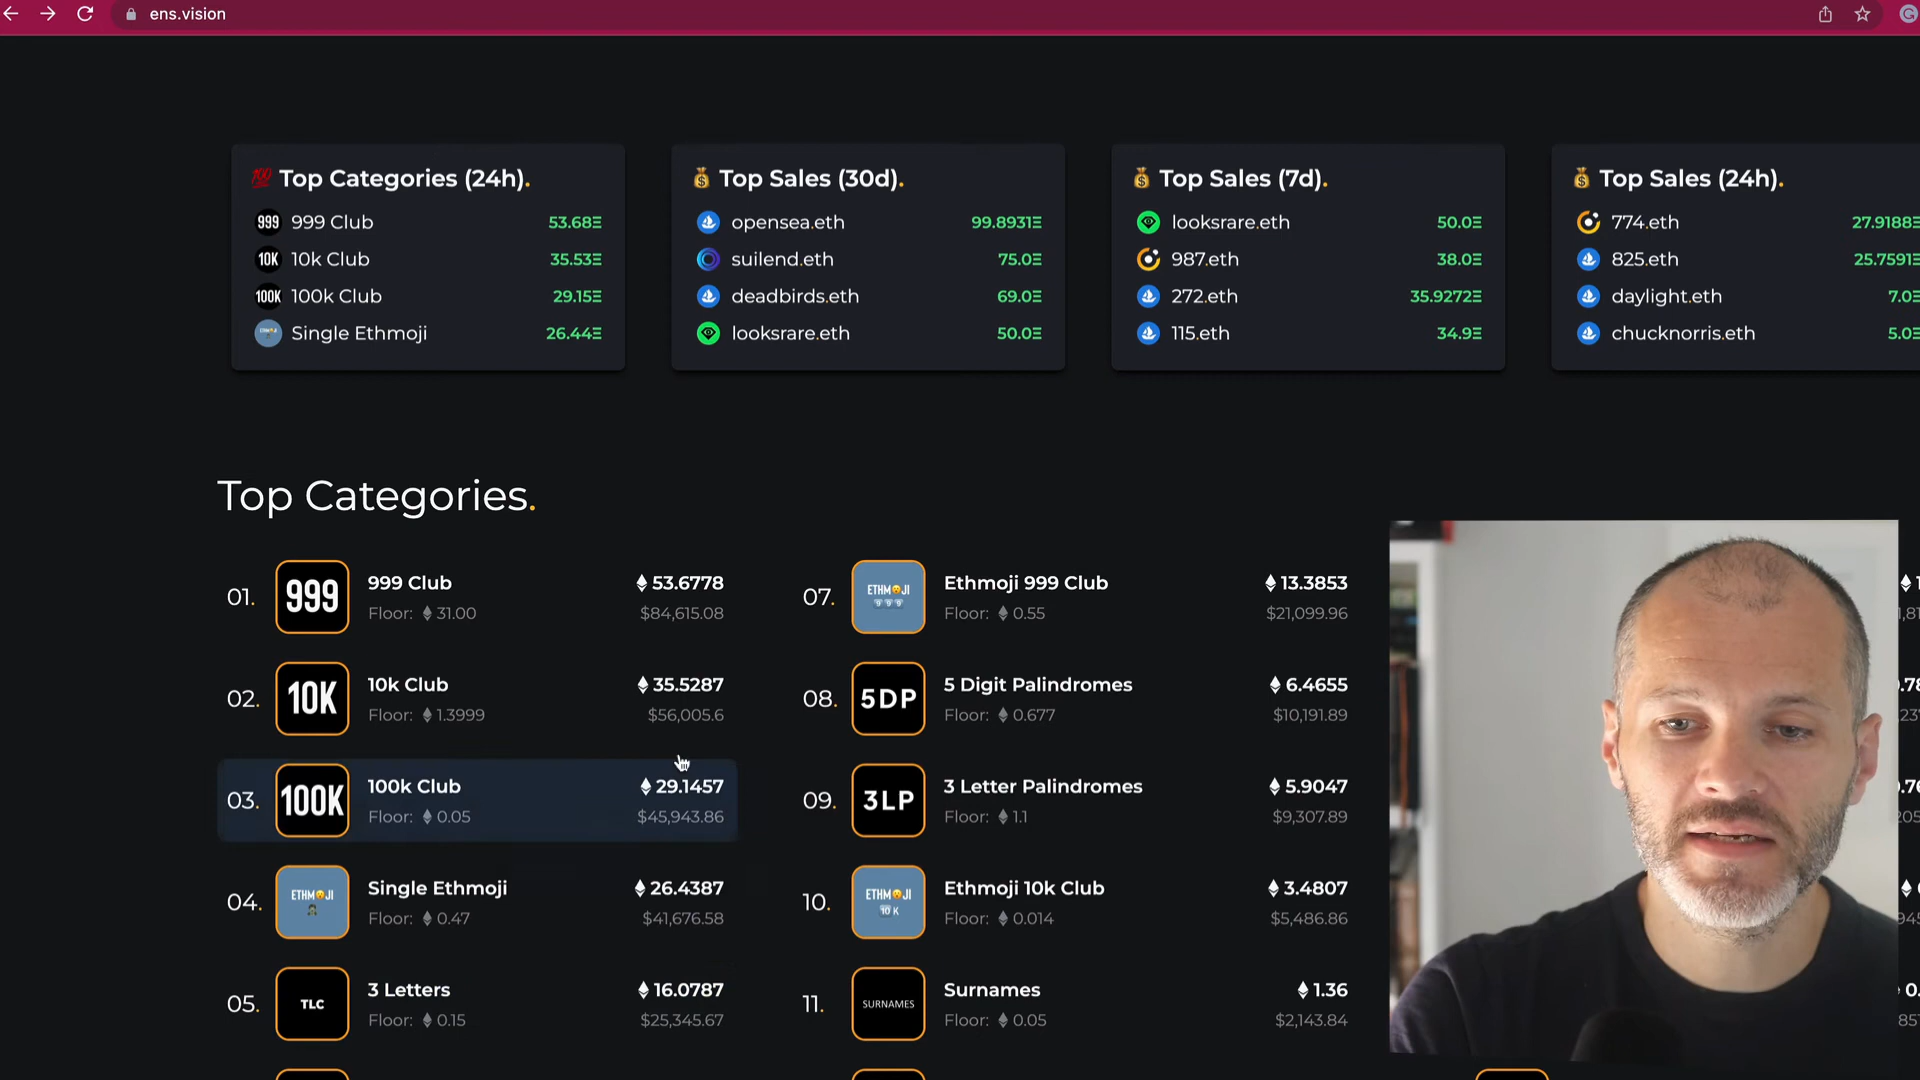 ens.vision
Top Categories (24h).
999 999 Club 53.68Ξ
10K 10k Club 35.53Ξ
100K 100k Club 29.15Ξ
Single Ethmoji 26.44Ξ
Top Sales (30d).
opensea.eth 99.8931Ξ
suilend.eth 75.0Ξ
deadbirds.eth 69.0Ξ
looksrare.eth 50.0Ξ
Top Sales (7d).
looksrare.eth 50.0Ξ
987.eth 38.0Ξ
272.eth 35.9272Ξ
115.eth 34.9Ξ
Top Sales (24h).
774.eth 27.9188Ξ
825.eth 25.7591Ξ
daylight.eth 7.0Ξ
chucknorris.eth 5.0Ξ
Top Categories.
01. 999 999 Club 53.6778
Floor: 31.00 $84,615.08
02. 10K 10k Club 35.5287
Floor: 1.3999 $56,005.6
03. 100K 100k Club 29.1457
Floor: 0.05 $45,943.86
04. ETHM😯JI Single Ethmoji 26.4387
Floor: 0.47 $41,676.58
05. TLC 3 Letters 16.0787
Floor: 0.15 $25,345.67
07. ETHM😯JI 999 Ethmoji 999 Club 13.3853
Floor: 0.55 $21,099.96
08. 5DP 5 Digit Palindromes 6.4655
Floor: 0.677 $10,191.89
09. 3LP 3 Letter Palindromes 5.9047
Floor: 1.1 $9,307.89
10. ETHM😯JI 10 K Ethmoji 10k Club 3.4807
Floor: 0.014 $5,486.86
11. SURNAMES Surnames 1.36
Floor: 0.05 $2,143.84